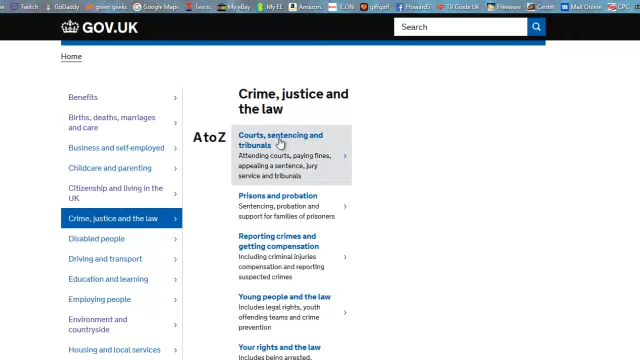 Twitch GoDaddy green geeks Google Maps Tesco. My eBay My EE Amazon. E.ON giffgaff HowardS TV Guide UK Freeware Mail Online CPC
GOV.UK
Search
Home
Benefits
Births, deaths, marriages
and care
Business and self-employed
Childcare and parenting
Citizenship and living in the
UK
Crime, justice and the law
Disabled people
Driving and transport
Education and learning
Employing people
Environment and
countryside
Housing and local services
A to Z
Crime, justice and
the law
Courts, sentencing and
tribunals
Attending courts, paying fines,
appealing a sentence, jury
service and tribunals
Prisons and probation
Sentencing, probation and
support for families of prisoners
Reporting crimes and
getting compensation
Including criminal injuries
compensation and reporting
suspected crimes
Young people and the law
Includes legal rights, youth
offending teams and crime
prevention
Your rights and the law
Includes being arrested,